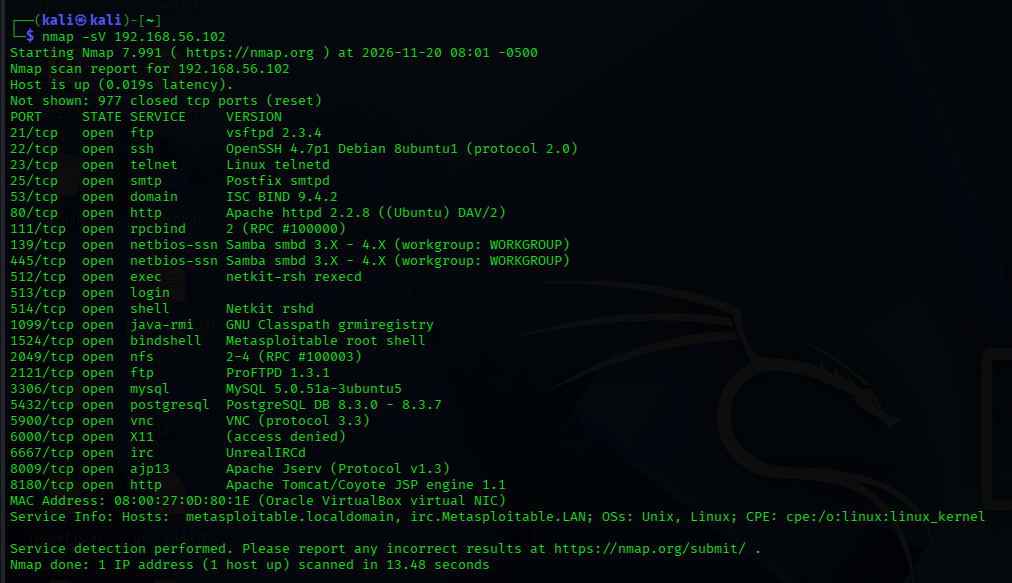 ┌──(kali㉿kali)-[~]
└─$ nmap -sV 192.168.56.102
Starting Nmap 7.991 ( https://nmap.org ) at 2026-11-20 08:01 -0500
Nmap scan report for 192.168.56.102
Host is up (0.019s latency).
Not shown: 977 closed tcp ports (reset)
PORT     STATE SERVICE     VERSION
21/tcp   open  ftp         vsftpd 2.3.4
22/tcp   open  ssh         OpenSSH 4.7p1 Debian 8ubuntu1 (protocol 2.0)
23/tcp   open  telnet      Linux telnetd
25/tcp   open  smtp        Postfix smtpd
53/tcp   open  domain      ISC BIND 9.4.2
80/tcp   open  http        Apache httpd 2.2.8 ((Ubuntu) DAV/2)
111/tcp  open  rpcbind     2 (RPC #100000)
139/tcp  open  netbios-ssn Samba smbd 3.X - 4.X (workgroup: WORKGROUP)
445/tcp  open  netbios-ssn Samba smbd 3.X - 4.X (workgroup: WORKGROUP)
512/tcp  open  exec        netkit-rsh rexecd
513/tcp  open  login
514/tcp  open  shell       Netkit rshd
1099/tcp open  java-rmi    GNU Classpath grmiregistry
1524/tcp open  bindshell   Metasploitable root shell
2049/tcp open  nfs         2-4 (RPC #100003)
2121/tcp open  ftp         ProFTPD 1.3.1
3306/tcp open  mysql       MySQL 5.0.51a-3ubuntu5
5432/tcp open  postgresql  PostgreSQL DB 8.3.0 - 8.3.7
5900/tcp open  vnc         VNC (protocol 3.3)
6000/tcp open  X11         (access denied)
6667/tcp open  irc         UnrealIRCd
8009/tcp open  ajp13       Apache Jserv (Protocol v1.3)
8180/tcp open  http        Apache Tomcat/Coyote JSP engine 1.1
MAC Address: 08:00:27:0D:80:1E (Oracle VirtualBox virtual NIC)
Service Info: Hosts:  metasploitable.localdomain, irc.Metasploitable.LAN; OSs: Unix, Linux; CPE: cpe:/o:linux:linux_kernel
report.json useradd.txt
Service detection performed. Please report any incorrect results at https://nmap.org/submit/ .
Nmap done: 1 IP address (1 host up) scanned in 13.48 seconds